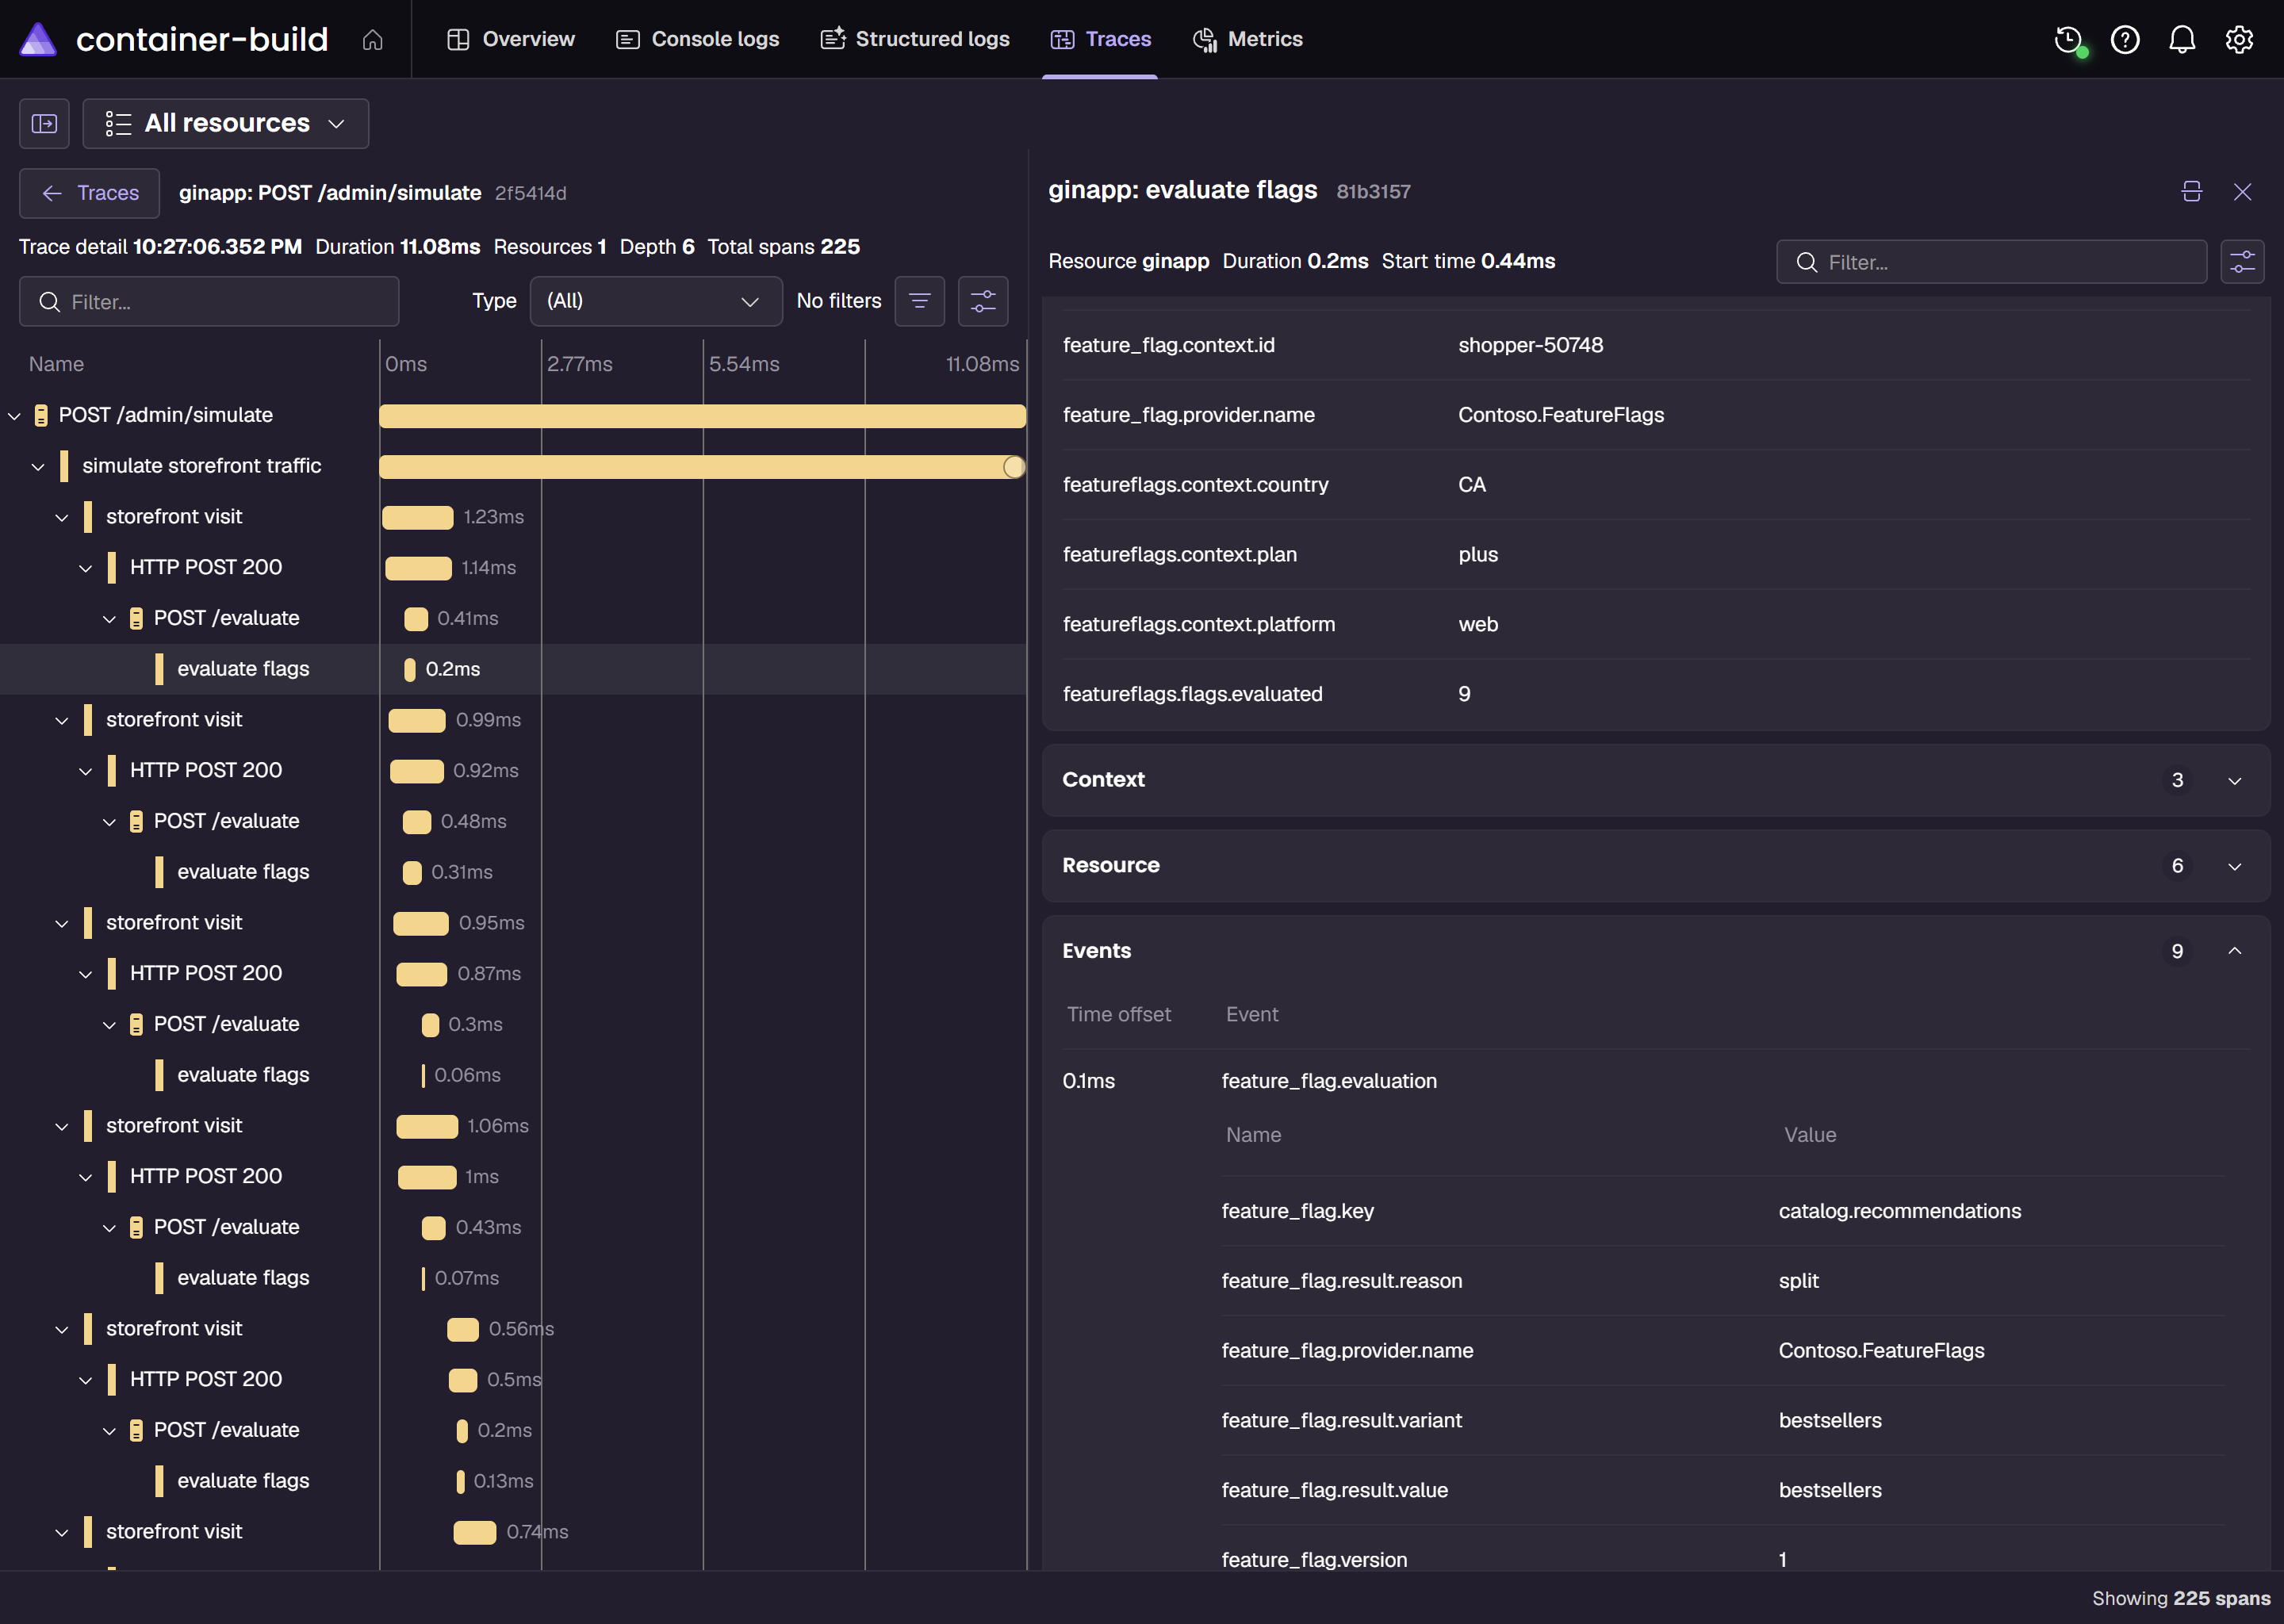 container-build
Overview
Console logs
Structured logs
Traces
Metrics
All resources
Traces
ginapp: POST /admin/simulate 2f5414d
Trace detail 10:27:06.352 PM Duration 11.08ms Resources 1 Depth 6 Total spans 225
Filter...
Type
(All)
No filters
Name
0ms
2.77ms
5.54ms
11.08ms
POST /admin/simulate
simulate storefront traffic
storefront visit
1.23ms
HTTP POST 200
1.14ms
POST /evaluate
0.41ms
evaluate flags
0.2ms
storefront visit
0.99ms
HTTP POST 200
0.92ms
POST /evaluate
0.48ms
evaluate flags
0.31ms
storefront visit
0.95ms
HTTP POST 200
0.87ms
POST /evaluate
0.3ms
evaluate flags
0.06ms
storefront visit
1.06ms
HTTP POST 200
1ms
POST /evaluate
0.43ms
evaluate flags
0.07ms
storefront visit
0.56ms
HTTP POST 200
0.5ms
POST /evaluate
0.2ms
evaluate flags
0.13ms
storefront visit
0.74ms
ginapp: evaluate flags 81b3157
Resource ginapp Duration 0.2ms Start time 0.44ms
Filter...
feature_flag.context.id
shopper-50748
feature_flag.provider.name
Contoso.FeatureFlags
featureflags.context.country
CA
featureflags.context.plan
plus
featureflags.context.platform
web
featureflags.flags.evaluated
9
Context
3
Resource
6
Events
9
Time offset
Event
0.1ms
feature_flag.evaluation
Name
Value
feature_flag.key
catalog.recommendations
feature_flag.result.reason
split
feature_flag.provider.name
Contoso.FeatureFlags
feature_flag.result.variant
bestsellers
feature_flag.result.value
bestsellers
feature_flag.version
1
Showing 225 spans